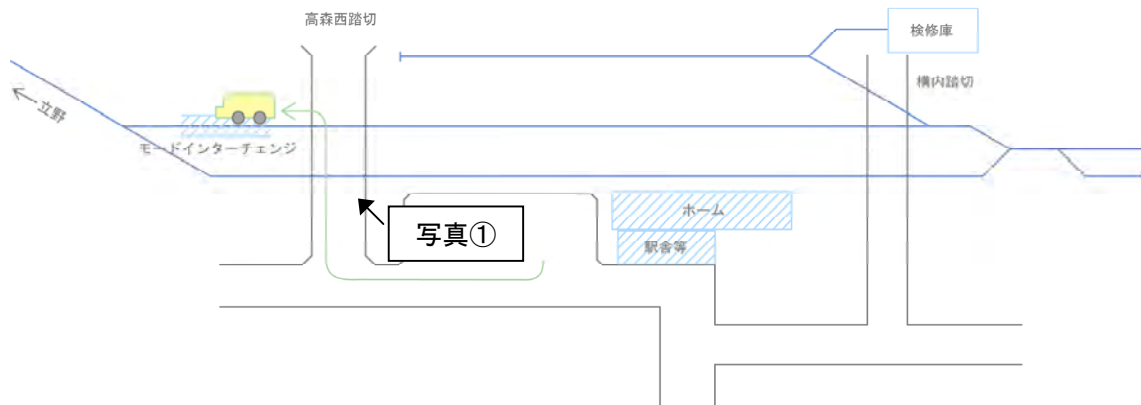 高森西踏切
検修庫
構内踏切
←立野
モードインターチェンジ
写真①
ホーム
駅舎等